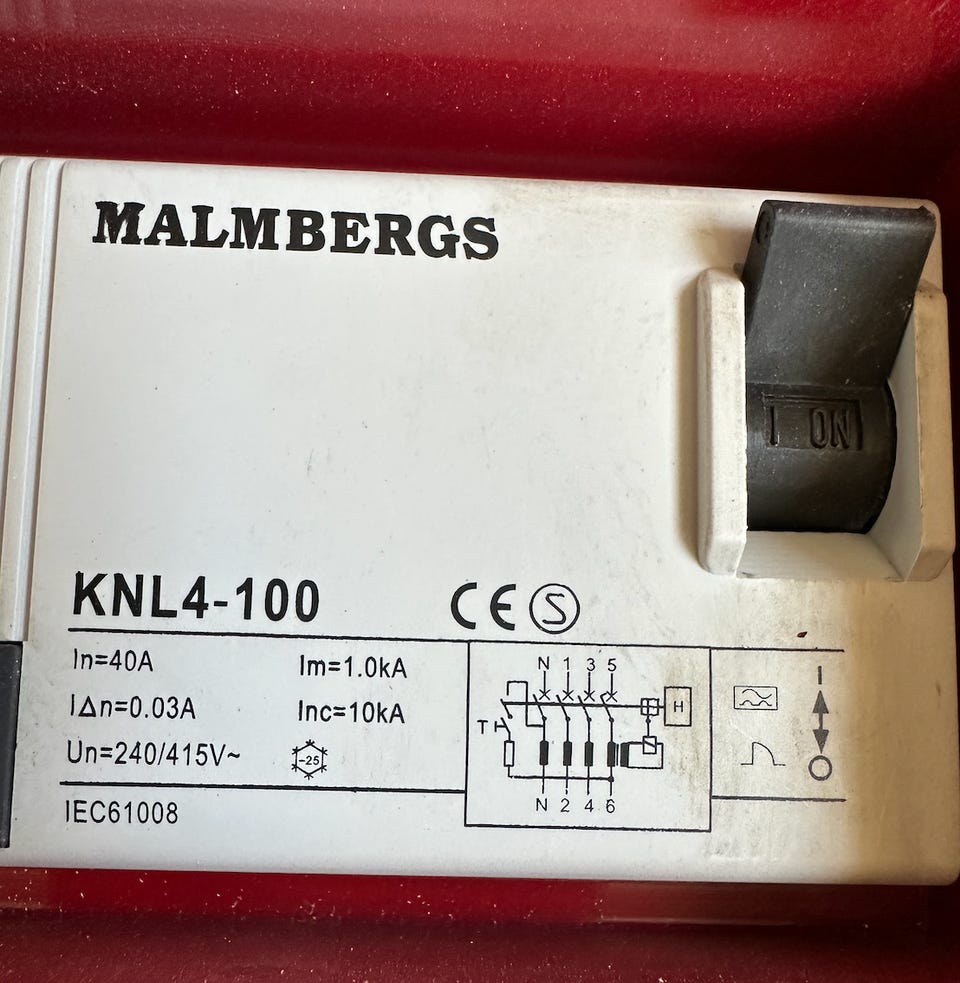 MALMBERGS
I ON
KNL4-100 CE S
In=40A Im=1.0kA
I∆n=0.03A Inc=10kA
Un=240/415V~ -25
IEC61008
N 1 3 5
H
T
N 2 4 6
I
O